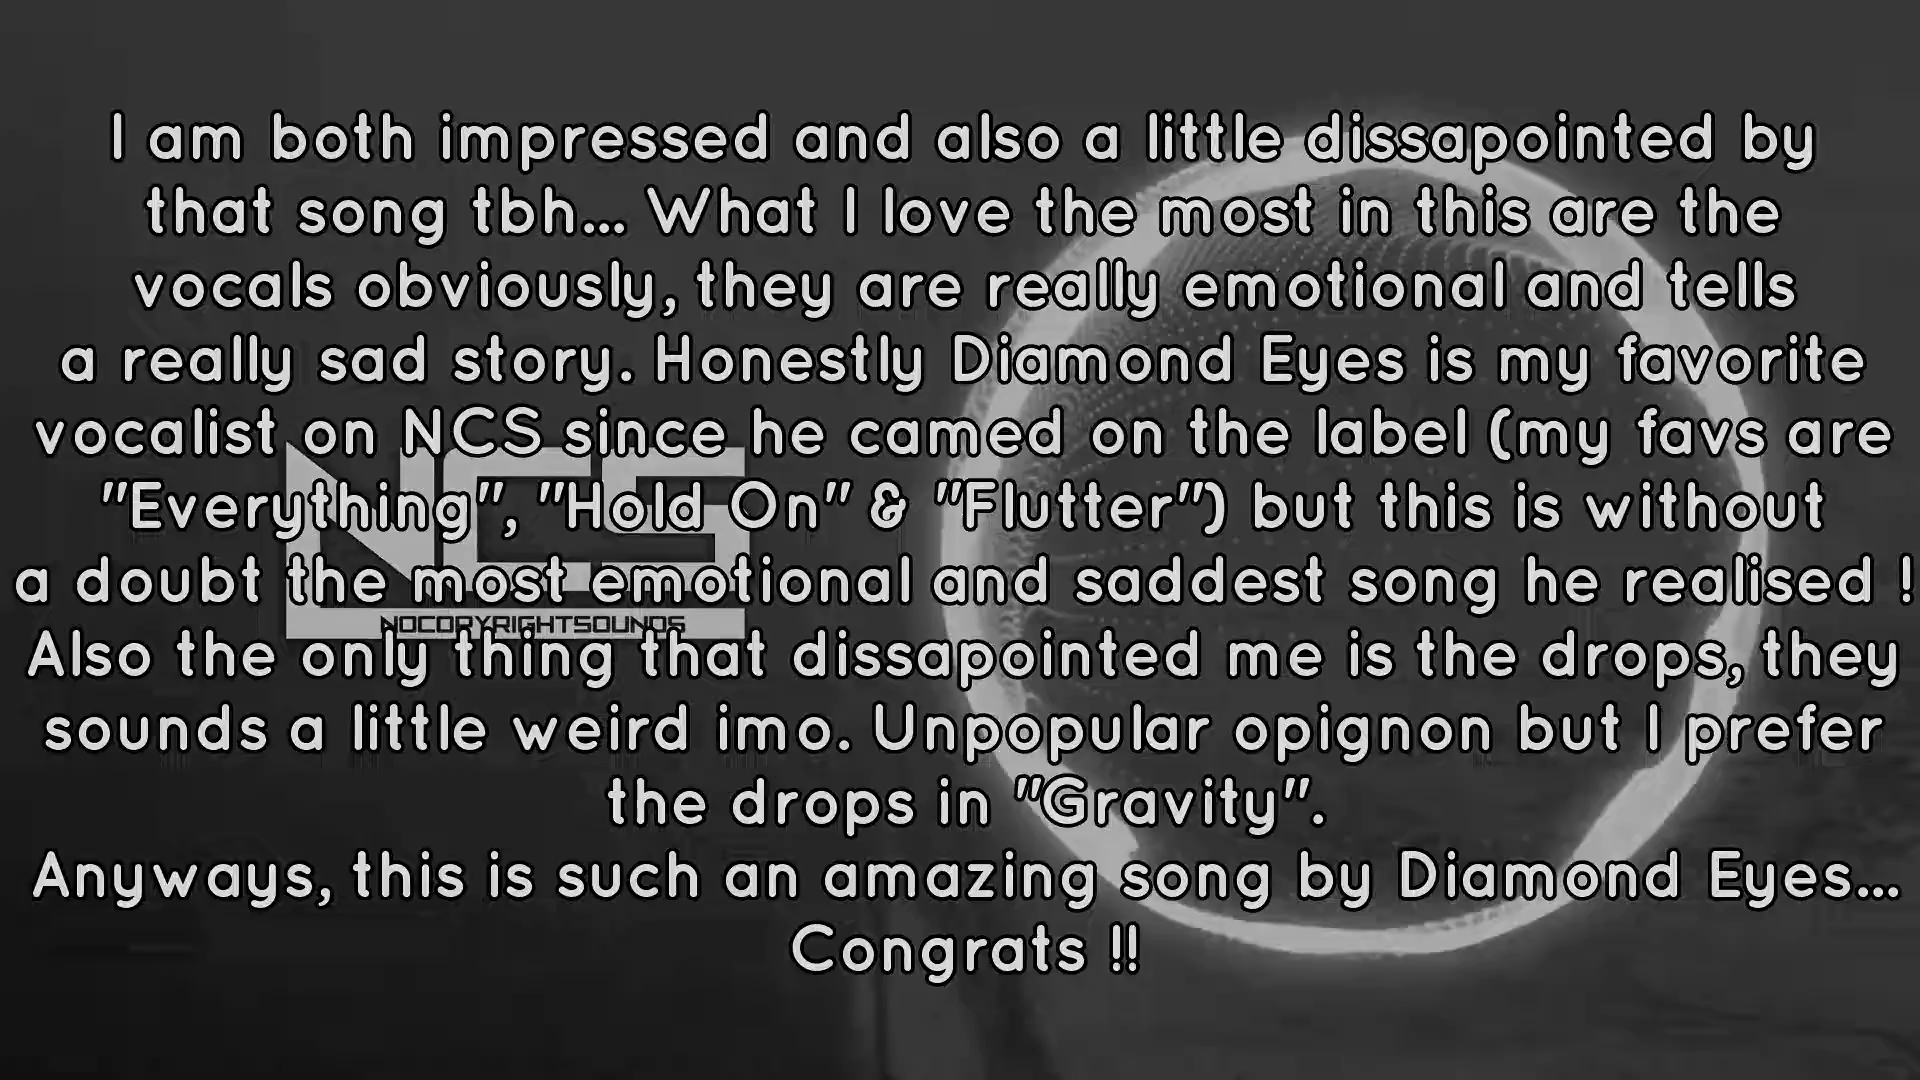 I am both impressed and also a little dissapointed by
that song tbh... What I love the most in this are the
vocals obviously, they are really emotional and tells
a really sad story. Honestly Diamond Eyes is my favorite
vocalist on NCS since he camed on the label (my favs are
"Everything", "Hold On" & "Flutter") but this is without
a doubt the most emotional and saddest song he realised !
Also the only thing that dissapointed me is the drops, they
sounds a little weird imo. Unpopular opignon but I prefer
the drops in "Gravity".
Anyways, this is such an amazing song by Diamond Eyes...
Congrats !!
NCS
NOCOPYRIGHTSOUNDS